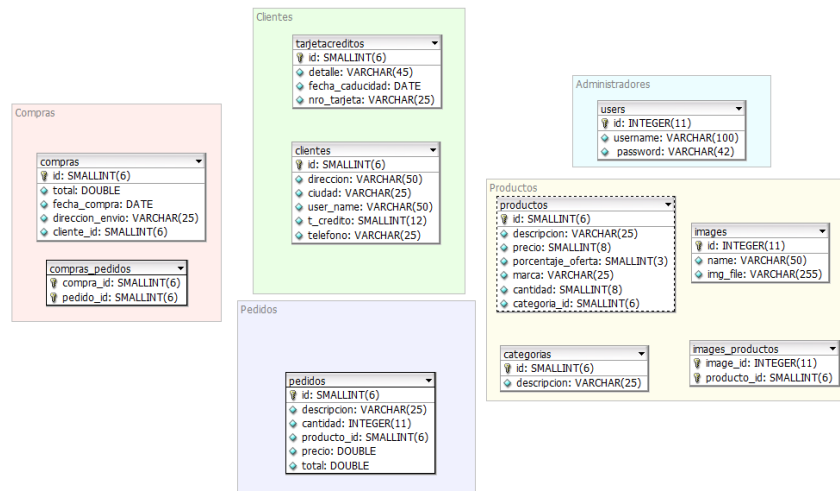 Clientes
tarjetacreditos
id: SMALLINT(6)
detalle: VARCHAR(45)
fecha_caducidad: DATE
nro_tarjeta: VARCHAR(25)
clientes
id: SMALLINT(6)
direccion: VARCHAR(50)
ciudad: VARCHAR(25)
user_name: VARCHAR(50)
t_credito: SMALLINT(12)
telefono: VARCHAR(25)
Administradores
users
id: INTEGER(11)
username: VARCHAR(100)
password: VARCHAR(42)
Compras
compras
id: SMALLINT(6)
total: DOUBLE
fecha_compra: DATE
direccion_envio: VARCHAR(25)
cliente_id: SMALLINT(6)
compras_pedidos
compra_id: SMALLINT(6)
pedido_id: SMALLINT(6)
Productos
productos
id: SMALLINT(6)
descripcion: VARCHAR(25)
precio: SMALLINT(8)
porcentaje_oferta: SMALLINT(3)
marca: VARCHAR(25)
cantidad: SMALLINT(8)
categoria_id: SMALLINT(6)
images
id: INTEGER(11)
name: VARCHAR(50)
img_file: VARCHAR(255)
categorias
id: SMALLINT(6)
descripcion: VARCHAR(25)
images_productos
image_id: INTEGER(11)
producto_id: SMALLINT(6)
Pedidos
pedidos
id: SMALLINT(6)
descripcion: VARCHAR(25)
cantidad: INTEGER(11)
producto_id: SMALLINT(6)
precio: DOUBLE
total: DOUBLE